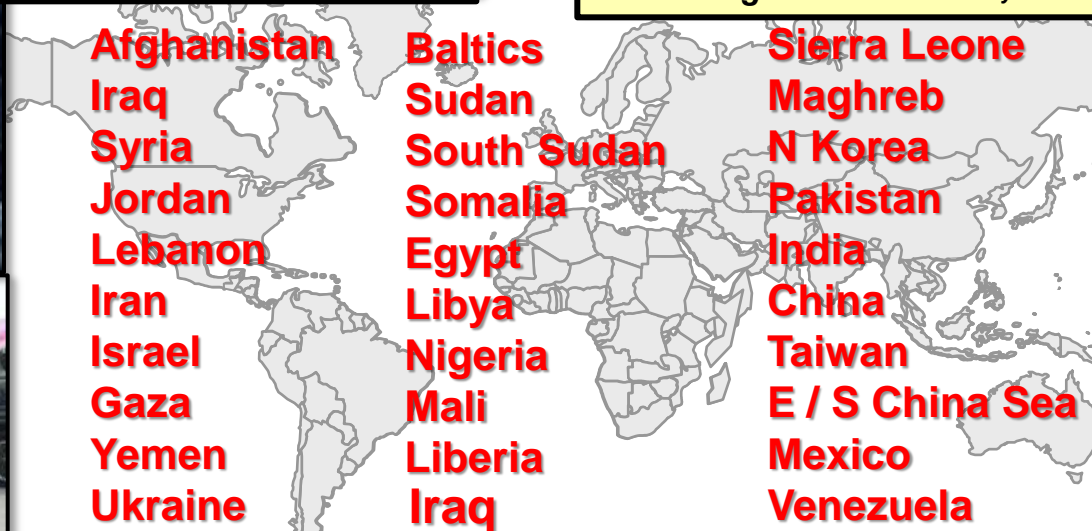 Afghanistan
Iraq
Syria
Jordan
Lebanon
Iran
Israel
Gaza
Yemen
Ukraine
Baltics
Sudan
South Sudan
Somalia
Egypt
Libya
Nigeria
Mali
Liberia
Iraq
Sierra Leone
Maghreb
N Korea
Pakistan
India
China
Taiwan
E / S China Sea
Mexico
Venezuela